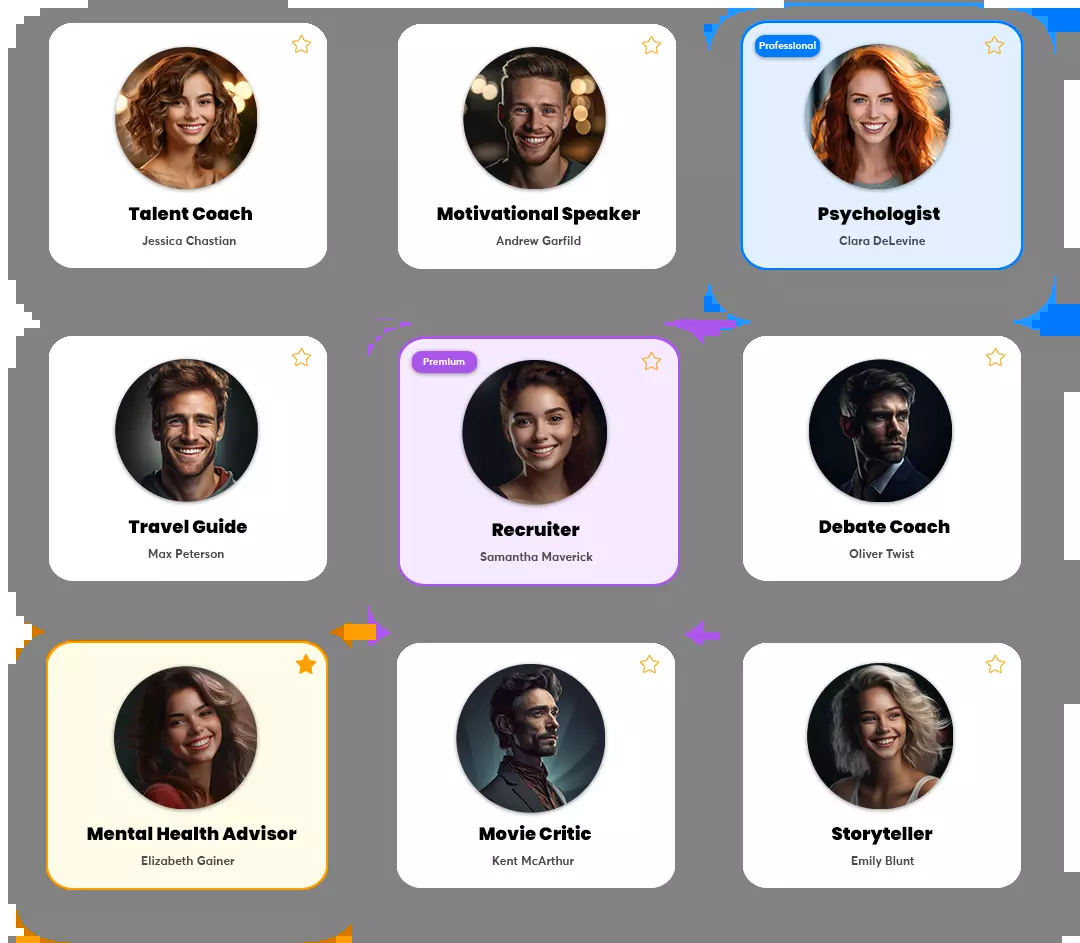 Talent Coach
Jessica Chastian
Motivational Speaker
Andrew Garfild
Professional
Psychologist
Clara DeLevine
Travel Guide
Max Peterson
Premium
Recruiter
Samantha Maverick
Debate Coach
Oliver Twist
Mental Health Advisor
Elizabeth Gainer
Movie Critic
Kent McArthur
Storyteller
Emily Blunt